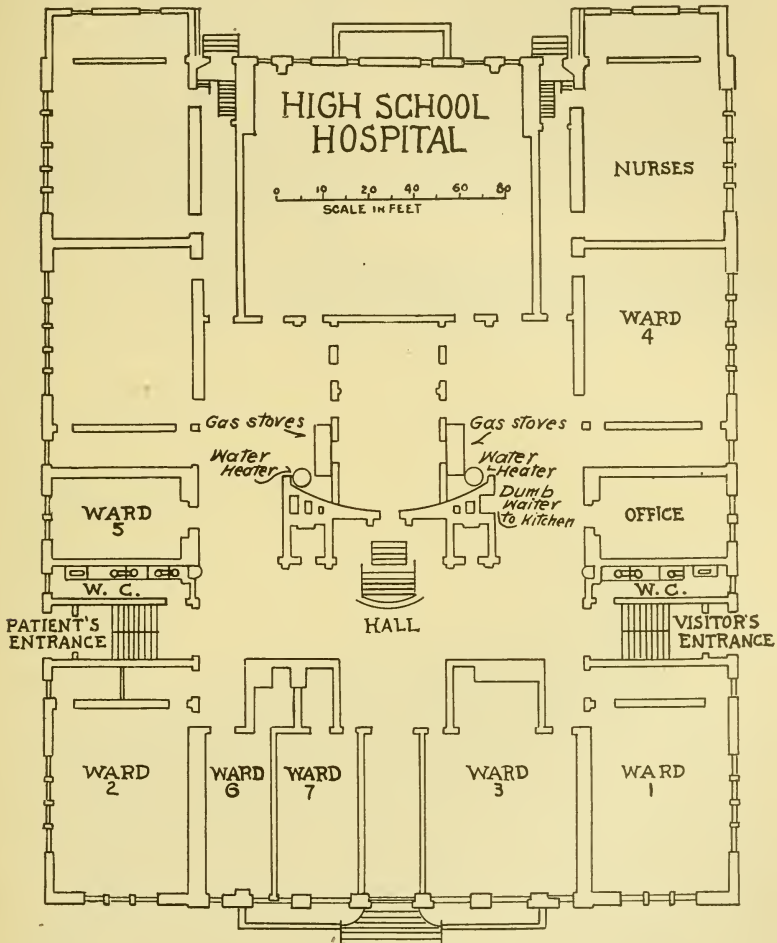 HIGH SCHOOL
HOSPITAL
0 10 20 40 60 80
SCALE IN FEET
NURSES
WARD
4
Gas stoves
Gas stoves
Water
Heater
Water
Heater
Dumb
Waiter
to Kitchen
WARD
5
OFFICE
W. C.
W. C.
PATIENT'S
ENTRANCE
HALL
VISITOR'S
ENTRANCE
WARD
2
WARD
6
WARD
7
WARD
3
WARD
1